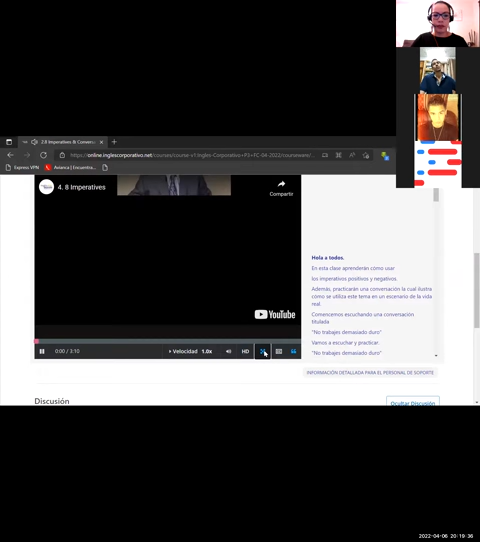 2.8 Imperatives & Convers
https://online.inglescorporativo.net/courses/course-v1:Ingles-Corporativo+P3+FC-04-2022/courseware/...
Express VPN
Avianca | Encuestra...
4. 8 Imperatives
Compartir
YouTube
Hola a todos.
En esta clase aprenderán cómo usar
los imperativos positivos y negativos.
Además, practicarán una conversación la cual ilustra
cómo se utiliza este tema en un escenario de la vida
real.
Comencemos escuchando una conversación
titulada
"No trabajes demasiado duro"
Vamos a escuchar y practicar.
"No trabajes demasiado duro"
0:00 / 3:10
Velocidad 1.0x
HD
INFORMACIÓN DETALLADA PARA EL PERSONAL DE SOPORTE
Discusión
Ocultar Discusión
2022-04-06 20:19:36